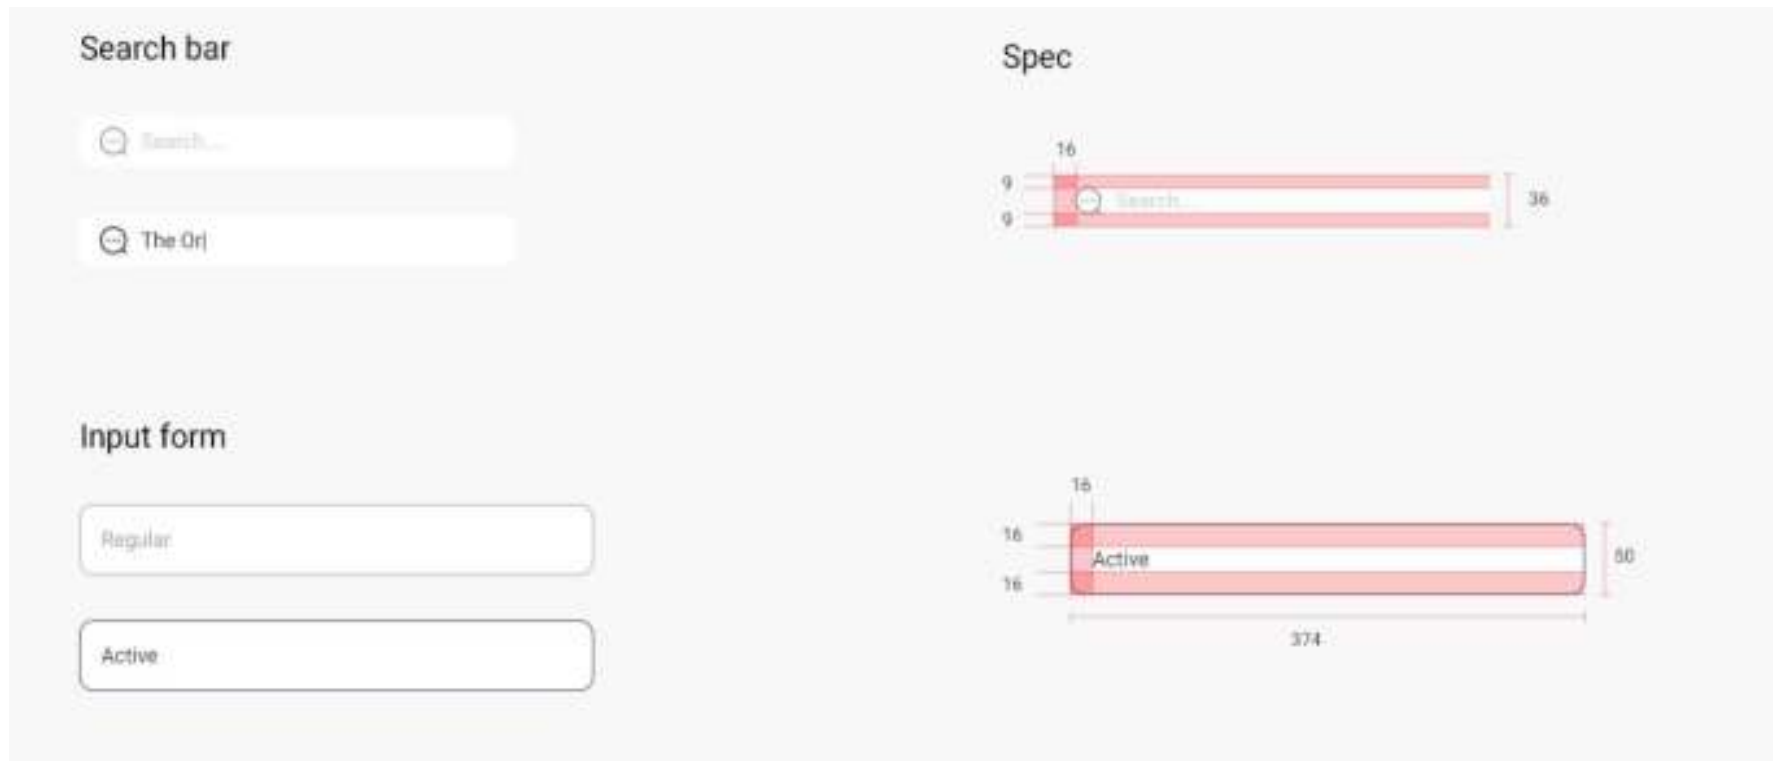 Search bar
Search...
The Or
Input form
Regular
Active
Spec
16
9
9
Search
36
16
16
16
Active
50
374